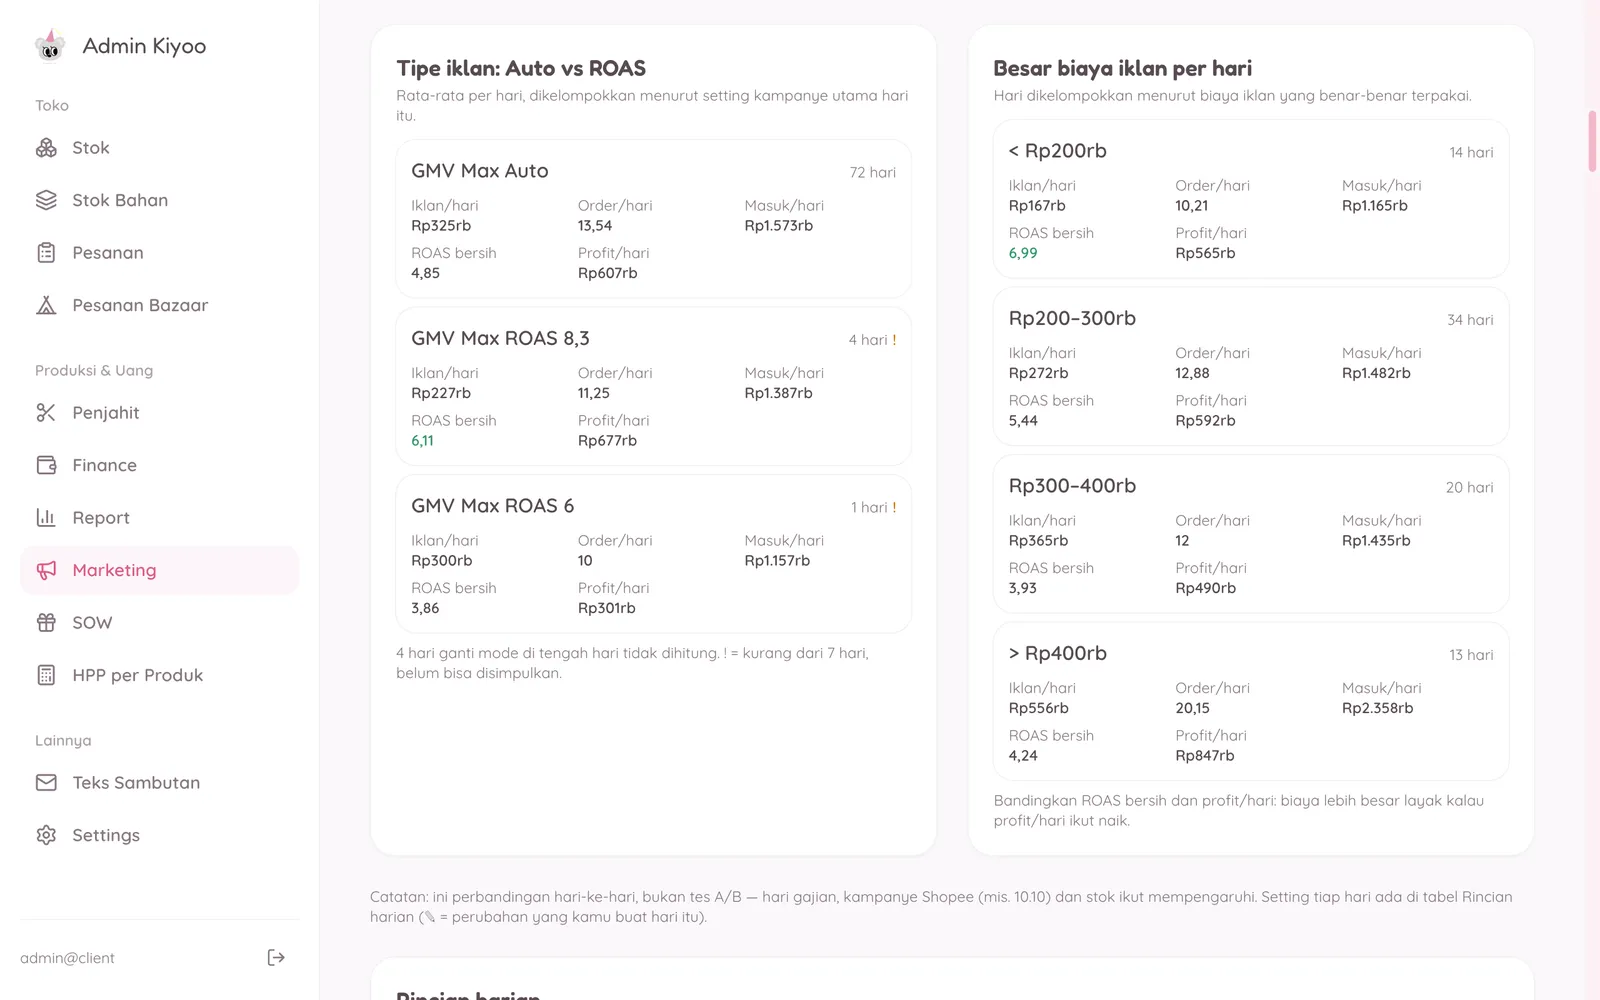 Admin Kiyoo
Toko
Stok
Stok Bahan
Pesanan
Pesanan Bazaar
Produksi & Uang
Penjahit
Finance
Report
Marketing
SOW
HPP per Produk
Lainnya
Teks Sambutan
Settings
admin@client
Tipe iklan: Auto vs ROAS
Rata-rata per hari, dikelompokkan menurut setting kampanye utama hari
itu.
GMV Max Auto
72 hari
Iklan/hari Order/hari Masuk/hari
Rp325rb 13,54 Rp1.573rb
ROAS bersih Profit/hari
4,85 Rp607rb
GMV Max ROAS 8,3
4 hari !
Iklan/hari Order/hari Masuk/hari
Rp227rb 11,25 Rp1.387rb
ROAS bersih Profit/hari
6,11 Rp677rb
GMV Max ROAS 6
1 hari !
Iklan/hari Order/hari Masuk/hari
Rp300rb 10 Rp1.157rb
ROAS bersih Profit/hari
3,86 Rp301rb
4 hari ganti mode di tengah hari tidak dihitung. ! = kurang dari 7 hari,
belum bisa disimpulkan.
Besar biaya iklan per hari
Hari dikelompokkan menurut biaya iklan yang benar-benar terpakai.
< Rp200rb
14 hari
Iklan/hari Order/hari Masuk/hari
Rp167rb 10,21 Rp1.165rb
ROAS bersih Profit/hari
6,99 Rp565rb
Rp200–300rb
34 hari
Iklan/hari Order/hari Masuk/hari
Rp272rb 12,88 Rp1.482rb
ROAS bersih Profit/hari
5,44 Rp592rb
Rp300–400rb
20 hari
Iklan/hari Order/hari Masuk/hari
Rp365rb 12 Rp1.435rb
ROAS bersih Profit/hari
3,93 Rp490rb
> Rp400rb
13 hari
Iklan/hari Order/hari Masuk/hari
Rp556rb 20,15 Rp2.358rb
ROAS bersih Profit/hari
4,24 Rp847rb
Bandingkan ROAS bersih dan profit/hari: biaya lebih besar layak kalau
profit/hari ikut naik.
Catatan: ini perbandingan hari-ke-hari, bukan tes A/B — hari gajian, kampanye Shopee (mis. 10.10) dan stok ikut mempengaruhi. Setting tiap hari ada di tabel Rincian
harian (✎ = perubahan yang kamu buat hari itu).
Rincian harian